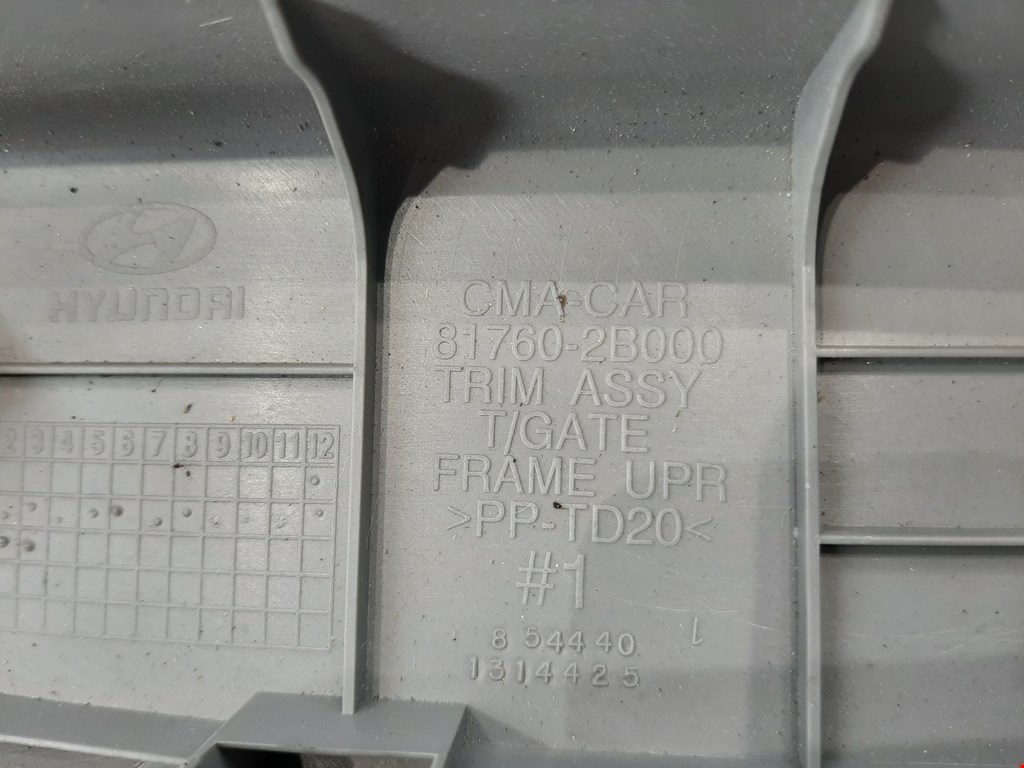 HYUNDAI
2 3 4 5 6 7 8 9 10 11 12
CMA-CAR
81760-2B000
TRIM ASSY
T/GATE
FRAME UPR
>PP-TD20<
#1
1
8 54440
1314425